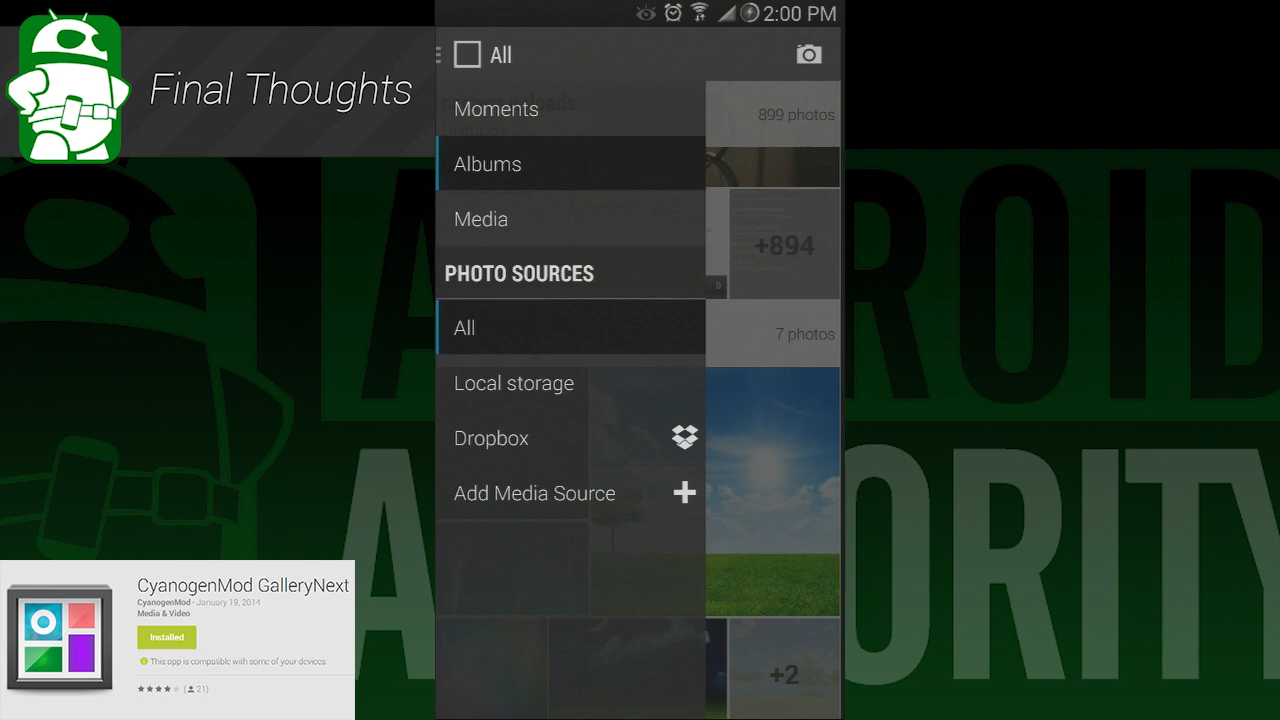 Final Thoughts
2:00 PM
All
Moments
899 photos
Albums
Media
+894
0
PHOTO SOURCES
All
7 photos
Local storage
Dropbox
Add Media Source
+2
CyanogenMod GalleryNext
CyanogenMod - January 19, 2014
Media & Video
Installed
This app is compatible with some of your devices.
(21)